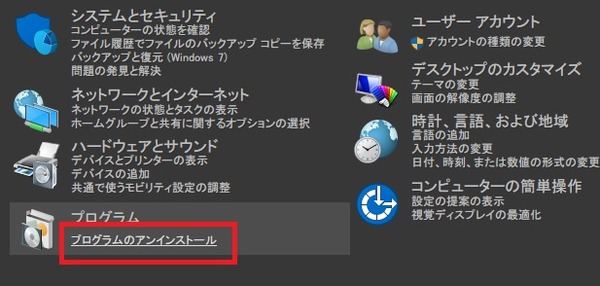 システムとセキュリティ
コンピューターの状態を確認
ファイル履歴でファイルのバックアップ コピーを保存
バックアップと復元 (Windows 7)
問題の発見と解決
ネットワークとインターネット
ネットワークの状態とタスクの表示
ホームグループと共有に関するオプションの選択
ハードウェアとサウンド
デバイスとプリンターの表示
デバイスの追加
共通で使うモビリティ設定の調整
プログラム
プログラムのアンインストール
ユーザー アカウント
アカウントの種類の変更
デスクトップのカスタマイズ
テーマの変更
画面の解像度の調整
時計、言語、および地域
言語の追加
入力方法の変更
日付、時刻、または数値の形式の変更
コンピューターの簡単操作
設定の提案の表示
視覚ディスプレイの最適化